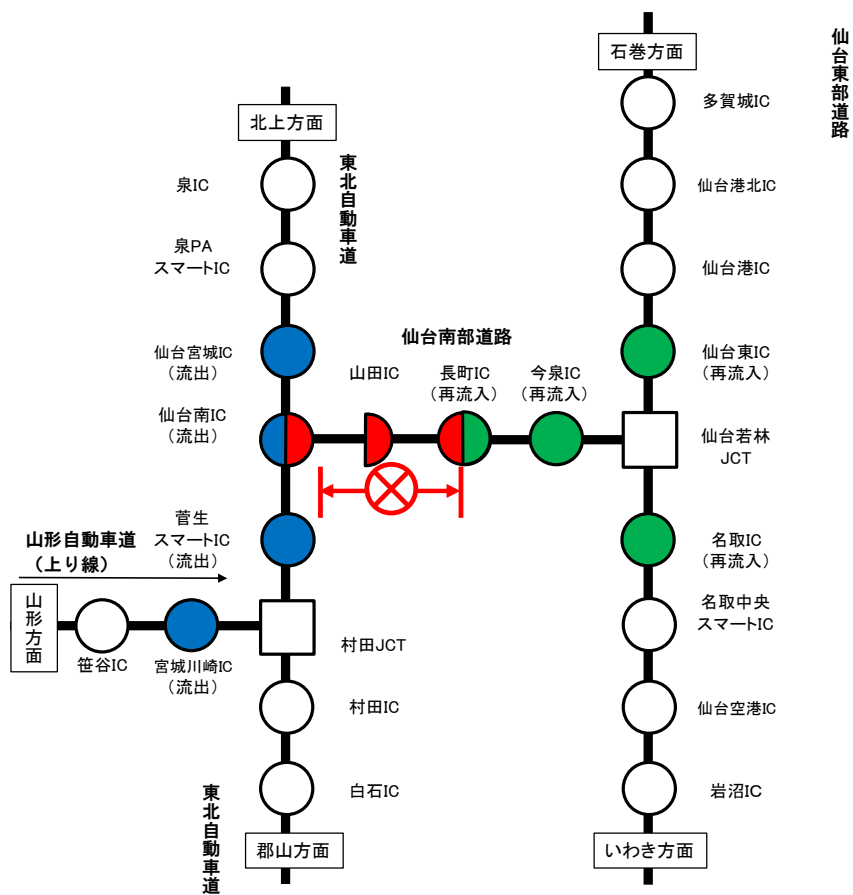 石巻方面
仙台東部道路
多賀城IC
北上方面
東北自動車道
泉IC
仙台港北IC
泉PA
スマートIC
仙台港IC
仙台南部道路
仙台宮城IC
（流出）
山田IC
長町IC
（再流入）
今泉IC
（再流入）
仙台東IC
（再流入）
仙台南IC
（流出）
仙台若林
JCT
菅生
スマートIC
（流出）
名取IC
（再流入）
山形自動車道
（上り線）
山形方面
笹谷IC
宮城川崎IC
（流出）
村田JCT
名取中央
スマートIC
村田IC
仙台空港IC
白石IC
岩沼IC
東北自動車道
郡山方面
いわき方面